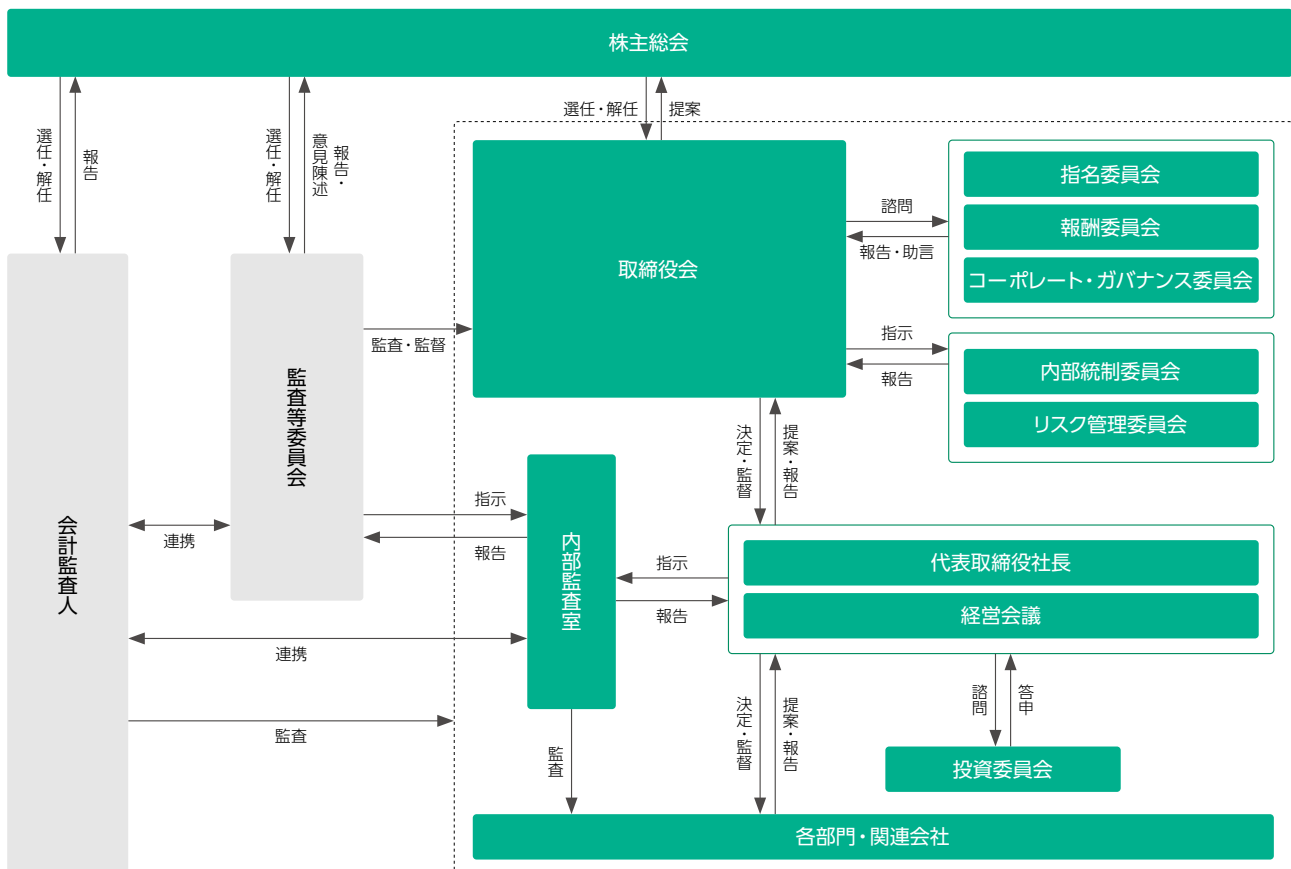 株主総会
選任・解任
報告
選任・解任
報告・
意見陳述
選任・解任
提案
取締役会
諮問
報告・助言
指名委員会
報酬委員会
コーポレート・ガバナンス委員会
監査・監督
指示
報告
内部統制委員会
リスク管理委員会
決定・監督
提案・報告
会計監査人
監査等委員会
連携
指示
報告
内部監査室
指示
報告
代表取締役社長
経営会議
連携
監査
監査
決定・監督
提案・報告
諮問
答申
投資委員会
各部門・関連会社